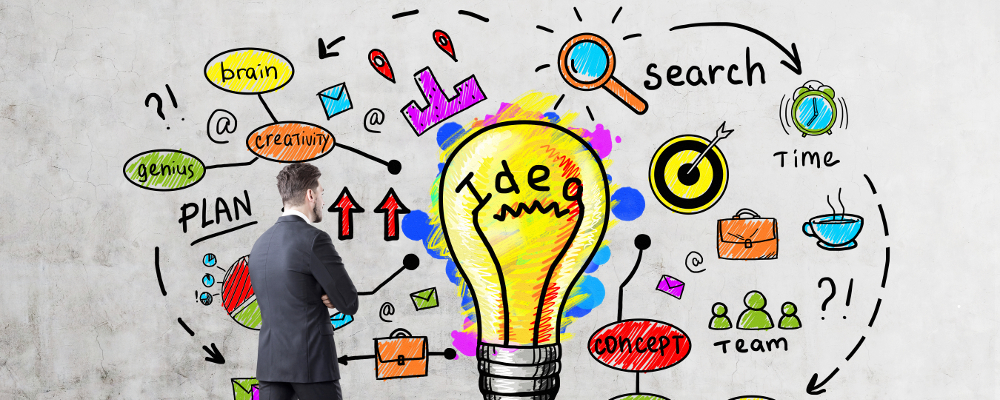 brain
search
?!
@
@
creativity
Time
genius
Idea
PLAN
@
?!
@
concept
Team